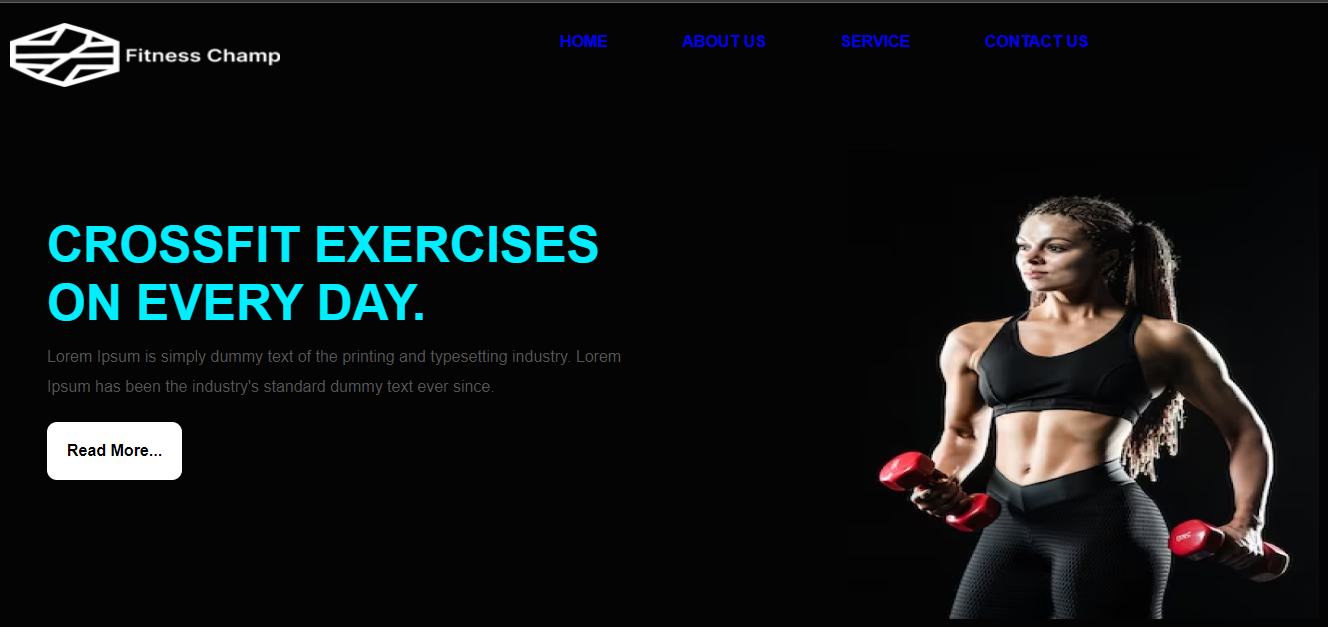 Fitness Champ
HOME ABOUT US SERVICE CONTACT US
CROSSFIT EXERCISES
ON EVERY DAY.
Lorem Ipsum is simply dummy text of the printing and typesetting industry. Lorem
Ipsum has been the industry's standard dummy text ever since.
Read More...